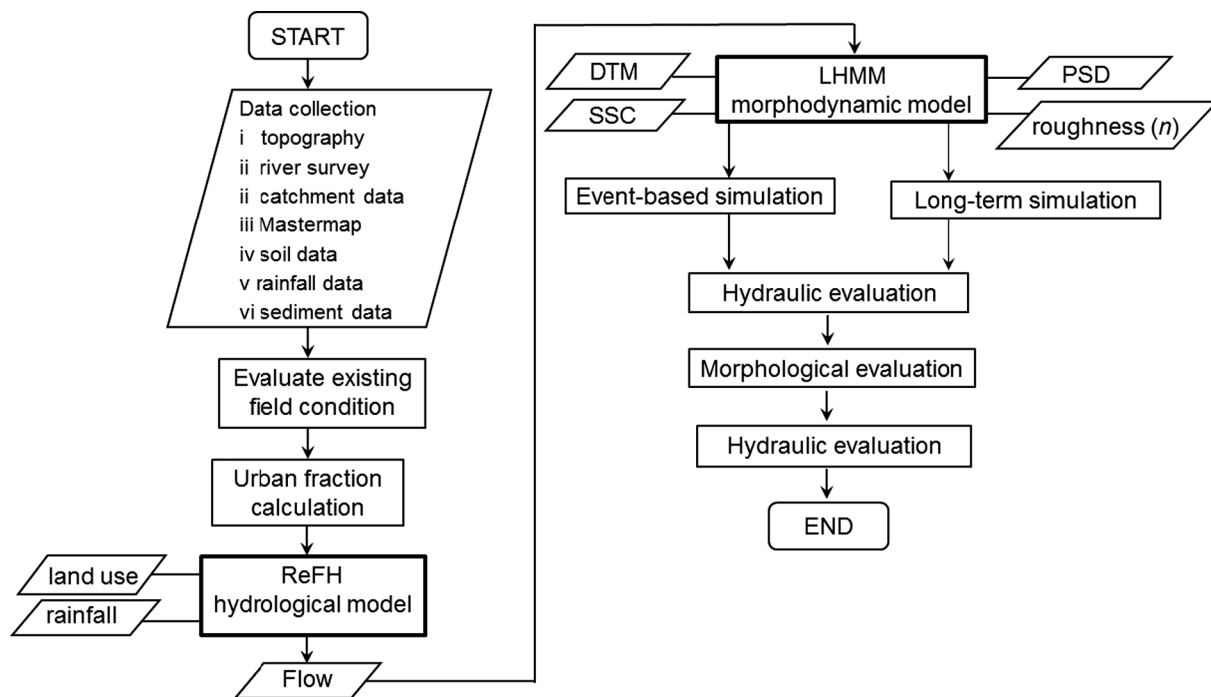 START
Data collection
i topography
ii river survey
ii catchment data
iii Mastermap
iv soil data
v rainfall data
vi sediment data
Evaluate existing
field condition
Urban fraction
calculation
land use
rainfall
ReFH
hydrological model
Flow
DTM
SSC
LHMM
morphodynamic model
PSD
roughness (n)
Event-based simulation
Long-term simulation
Hydraulic evaluation
Morphological evaluation
Hydraulic evaluation
END